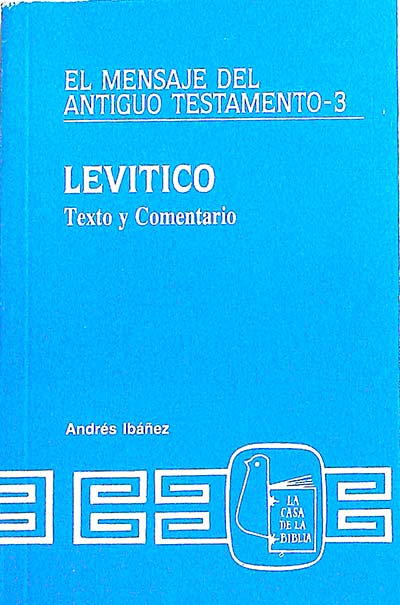 EL MENSAJE DEL
ANTIGUO TESTAMENTO-3
LEVITICO
Texto y Comentario
Andrés Ibáñez
LA
CASA
DE LA
BIBLIA